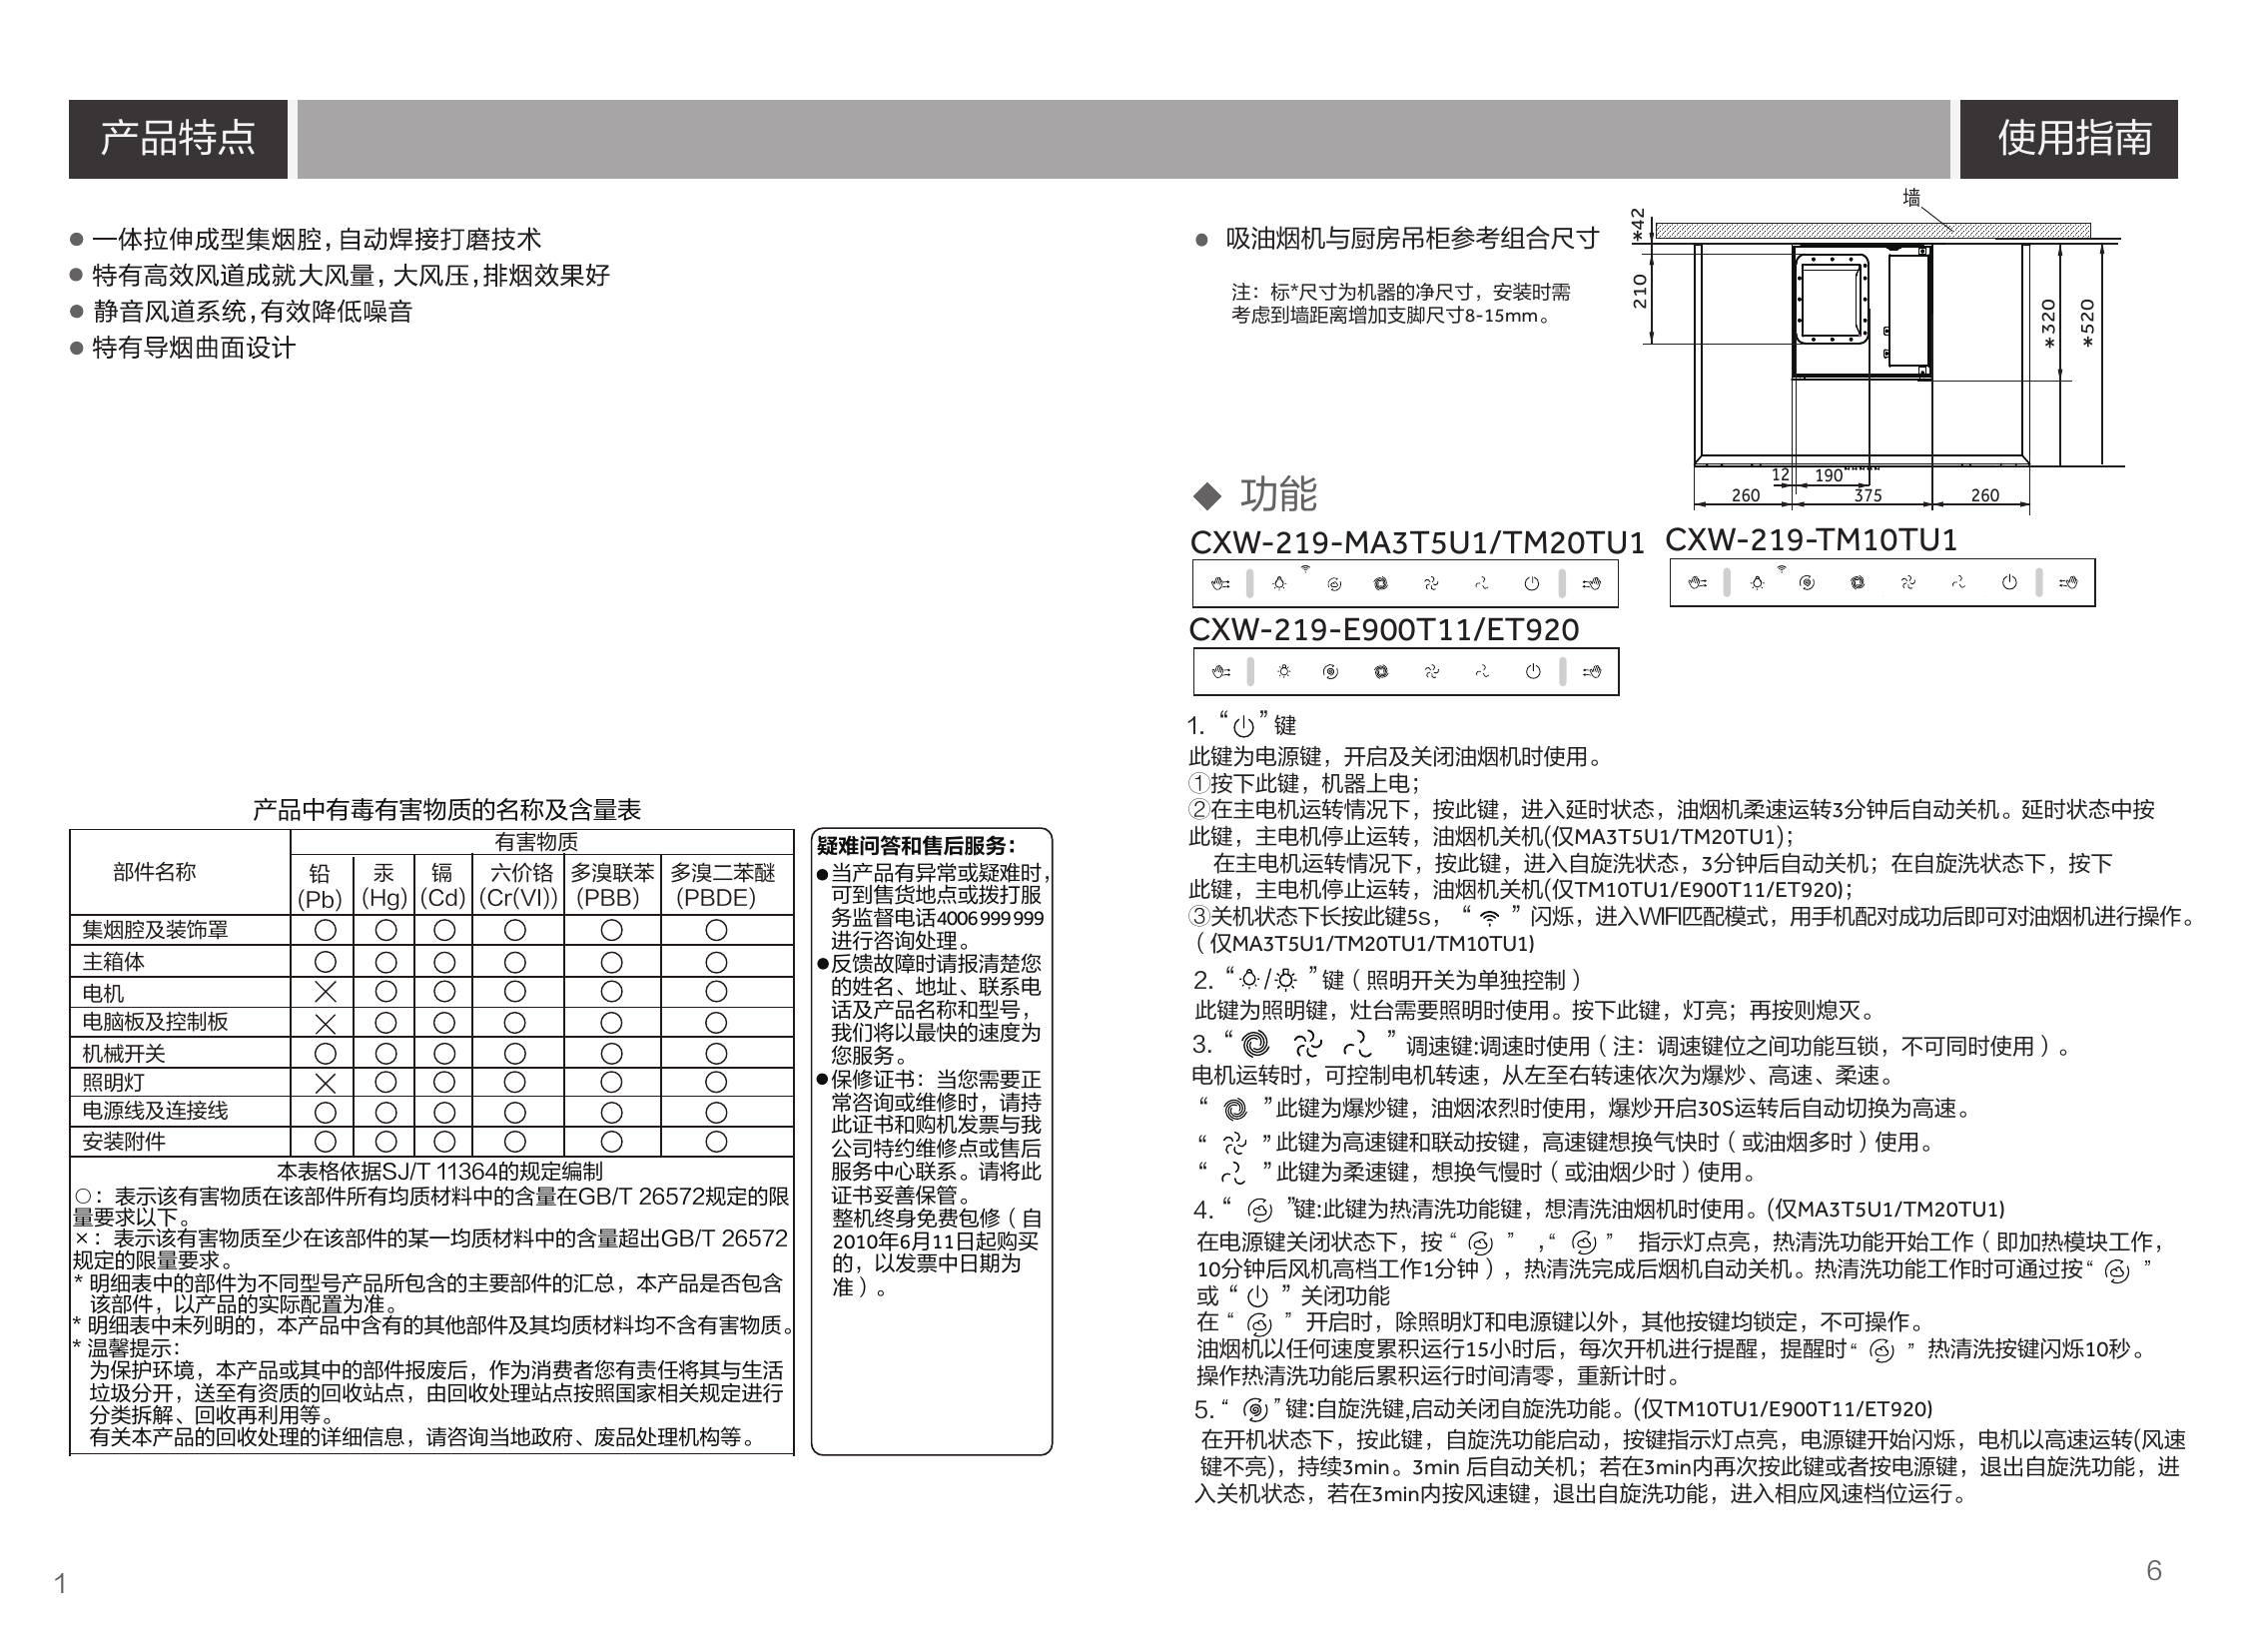 产品特点
使用指南
● 一体拉伸成型集烟腔,自动焊接打磨技术
● 特有高效风道成就大风量, 大风压,排烟效果好
● 静音风道系统,有效降低噪音
● 特有导烟曲面设计
产品中有毒有害物质的名称及含量表
部件名称 有害物质
铅(Pb) 汞(Hg) 镉(Cd) 六价铬(Cr(VI)) 多溴联苯(PBB) 多溴二苯醚(PBDE)
集烟腔及装饰罩 ○ ○ ○ ○ ○ ○
主箱体 ○ ○ ○ ○ ○ ○
电机 × ○ ○ ○ ○ ○
电脑板及控制板 × ○ ○ ○ ○ ○
机械开关 ○ ○ ○ ○ ○ ○
照明灯 × ○ ○ ○ ○ ○
电源线及连接线 ○ ○ ○ ○ ○ ○
安装附件 ○ ○ ○ ○ ○ ○
本表格依据SJ/T 11364的规定编制
○：表示该有害物质在该部件所有均质材料中的含量在GB/T 26572规定的限
量要求以下。
×：表示该有害物质至少在该部件的某一均质材料中的含量超出GB/T 26572
规定的限量要求。
* 明细表中的部件为不同型号产品所包含的主要部件的汇总，本产品是否包含
该部件，以产品的实际配置为准。
* 明细表中未列明的，本产品中含有的其他部件及其均质材料均不含有害物质。
* 温馨提示:
为保护环境，本产品或其中的部件报废后，作为消费者您有责任将其与生活
垃圾分开，送至有资质的回收站点，由回收处理站点按照国家相关规定进行
分类拆解、回收再利用等。
有关本产品的回收处理的详细信息，请咨询当地政府、废品处理机构等。
疑难问答和售后服务：
●当产品有异常或疑难时，
可到售货地点或拨打服
务监督电话4006999999
进行咨询处理。
●反馈故障时请报清楚您
的姓名、地址、联系电
话及产品名称和型号，
我们将以最快的速度为
您服务。
●保修证书：当您需要正
常咨询或维修时，请持
此证书和购机发票与我
公司特约维修点或售后
服务中心联系。请将此
证书妥善保管。
整机终身免费包修（自
2010年6月11日起购买
的，以发票中日期为
准）。
1
● 吸油烟机与厨房吊柜参考组合尺寸
注：标*尺寸为机器的净尺寸，安装时需
考虑到墙距离增加支脚尺寸8-15mm。
墙
*42
210
*320
*520
12
190
260
375
260
◆ 功能
CXW-219-MA3T5U1/TM20TU1
CXW-219-TM10TU1
CXW-219-E900T11/ET920
1. “ ”键
此键为电源键，开启及关闭油烟机时使用。
①按下此键，机器上电；
②在主电机运转情况下，按此键，进入延时状态，油烟机柔速运转3分钟后自动关机。延时状态中按
此键，主电机停止运转，油烟机关机(仅MA3T5U1/TM20TU1)；
在主电机运转情况下，按此键，进入自旋洗状态，3分钟后自动关机；在自旋洗状态下，按下
此键，主电机停止运转，油烟机关机(仅TM10TU1/E900T11/ET920)；
③关机状态下长按此键5s，“ ”闪烁，进入WIFI匹配模式，用手机配对成功后即可对油烟机进行操作。
（仅MA3T5U1/TM20TU1/TM10TU1)
2. “ / ”键（照明开关为单独控制）
此键为照明键，灶台需要照明时使用。按下此键，灯亮；再按则熄灭。
3. “ ” 调速键:调速时使用（注：调速键位之间功能互锁，不可同时使用）。
电机运转时，可控制电机转速，从左至右转速依次为爆炒、高速、柔速。
“ ”此键为爆炒键，油烟浓烈时使用，爆炒开启30S运转后自动切换为高速。
“ ”此键为高速键和联动按键，高速键想换气快时（或油烟多时）使用。
“ ”此键为柔速键，想换气慢时（或油烟少时）使用。
4. “ ”键:此键为热清洗功能键，想清洗油烟机时使用。(仅MA3T5U1/TM20TU1)
在电源键关闭状态下，按“ ” ,“ ” 指示灯点亮，热清洗功能开始工作（即加热模块工作，
10分钟后风机高档工作1分钟），热清洗完成后烟机自动关机。热清洗功能工作时可通过按“ ”
或“ ”关闭功能
在“ ” 开启时，除照明灯和电源键以外，其他按键均锁定，不可操作。
油烟机以任何速度累积运行15小时后，每次开机进行提醒，提醒时“ ” 热清洗按键闪烁10秒。
操作热清洗功能后累积运行时间清零，重新计时。
5. “ ”键:自旋洗键,启动关闭自旋洗功能。(仅TM10TU1/E900T11/ET920)
在开机状态下，按此键，自旋洗功能启动，按键指示灯点亮，电源键开始闪烁，电机以高速运转(风速
键不亮)，持续3min。3min 后自动关机；若在3min内再次按此键或者按电源键，退出自旋洗功能，进
入关机状态，若在3min内按风速键，退出自旋洗功能，进入相应风速档位运行。
6